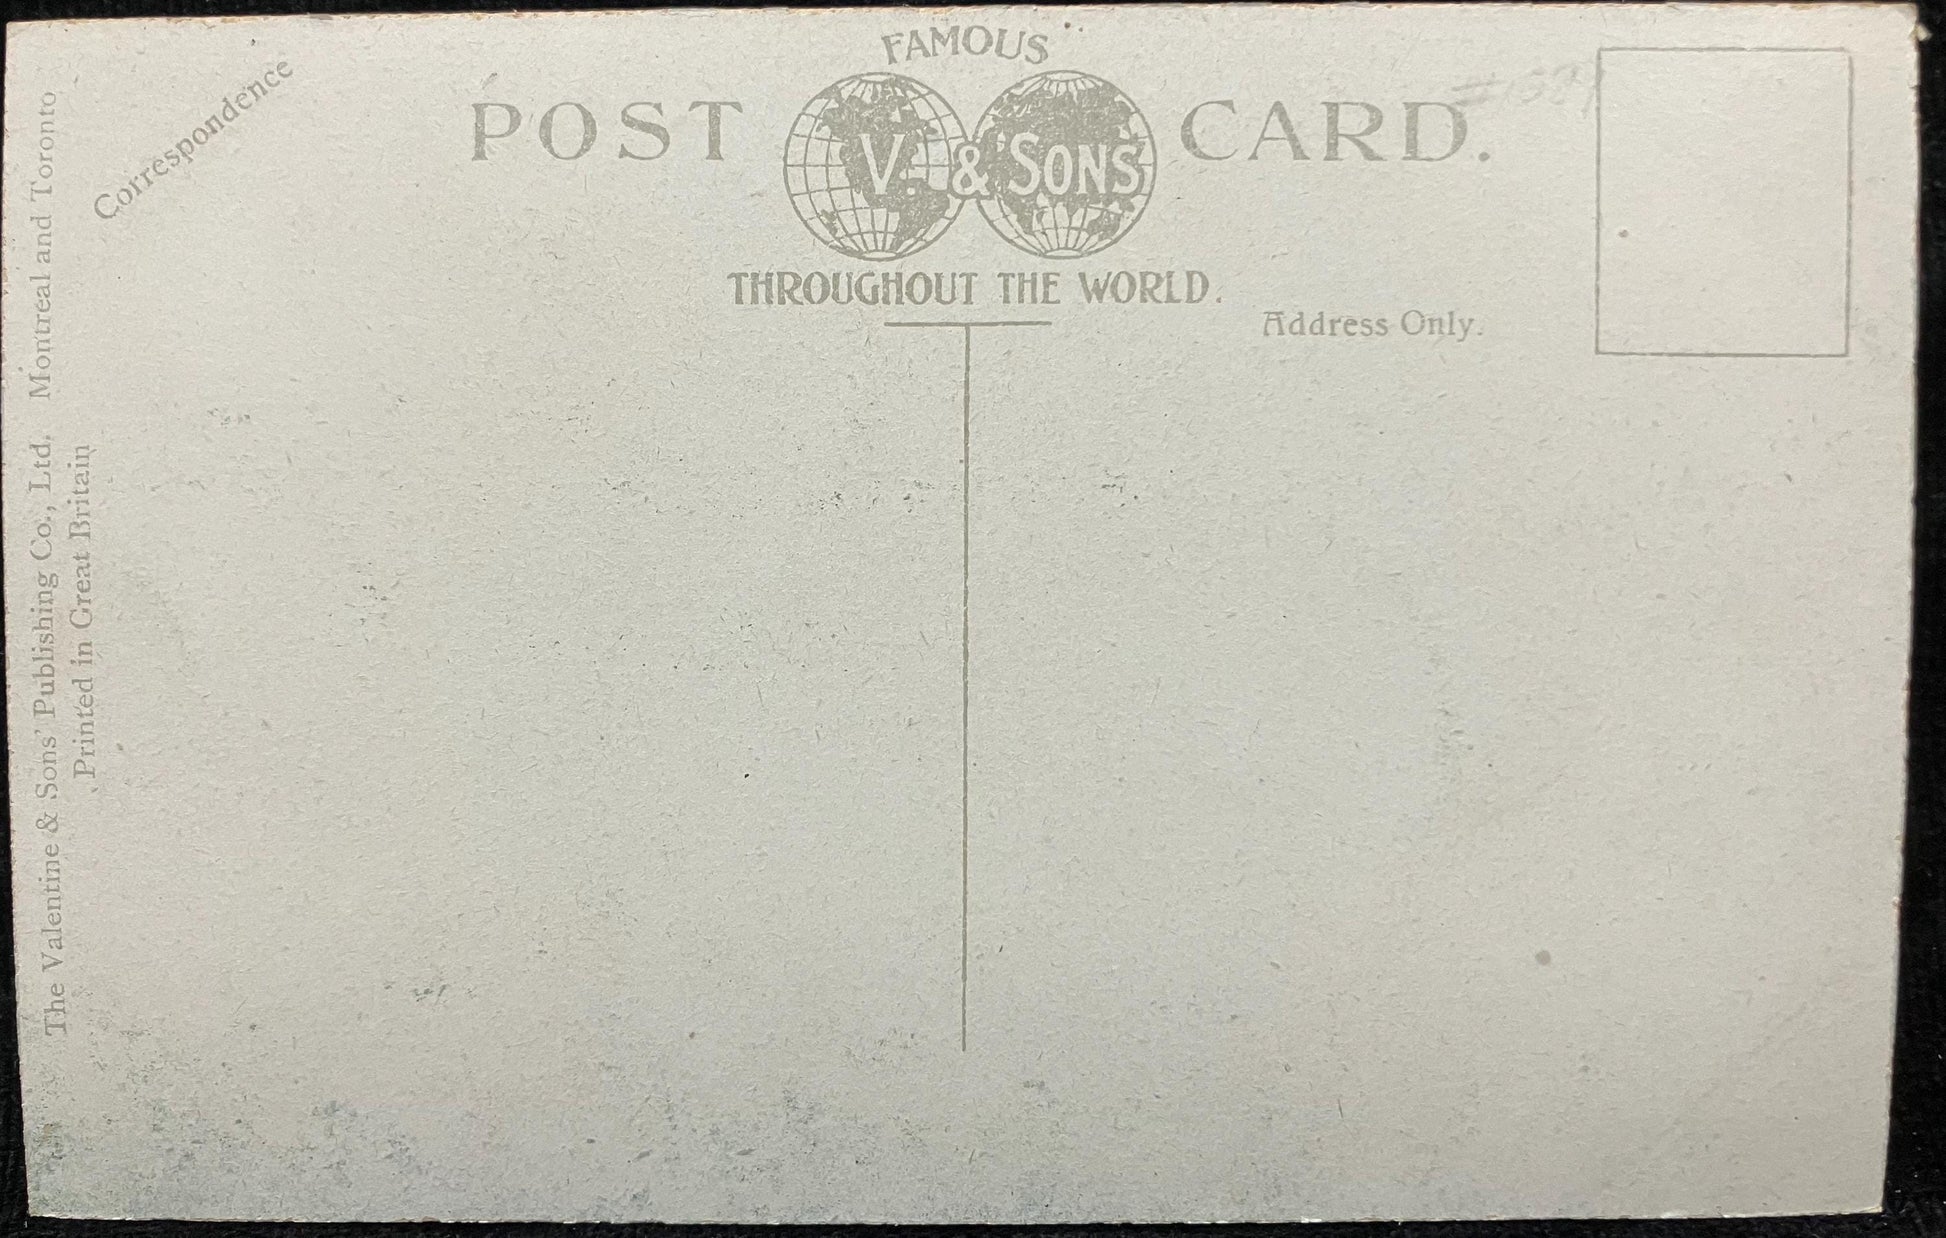 FAMOUS
POST CARD.
V. & SONS
THROUGHOUT THE WORLD.
Correspondence
Address Only.
The Valentine & Sons' Publishing Co., Ltd. Montreal and Toronto
Printed in Great Britain